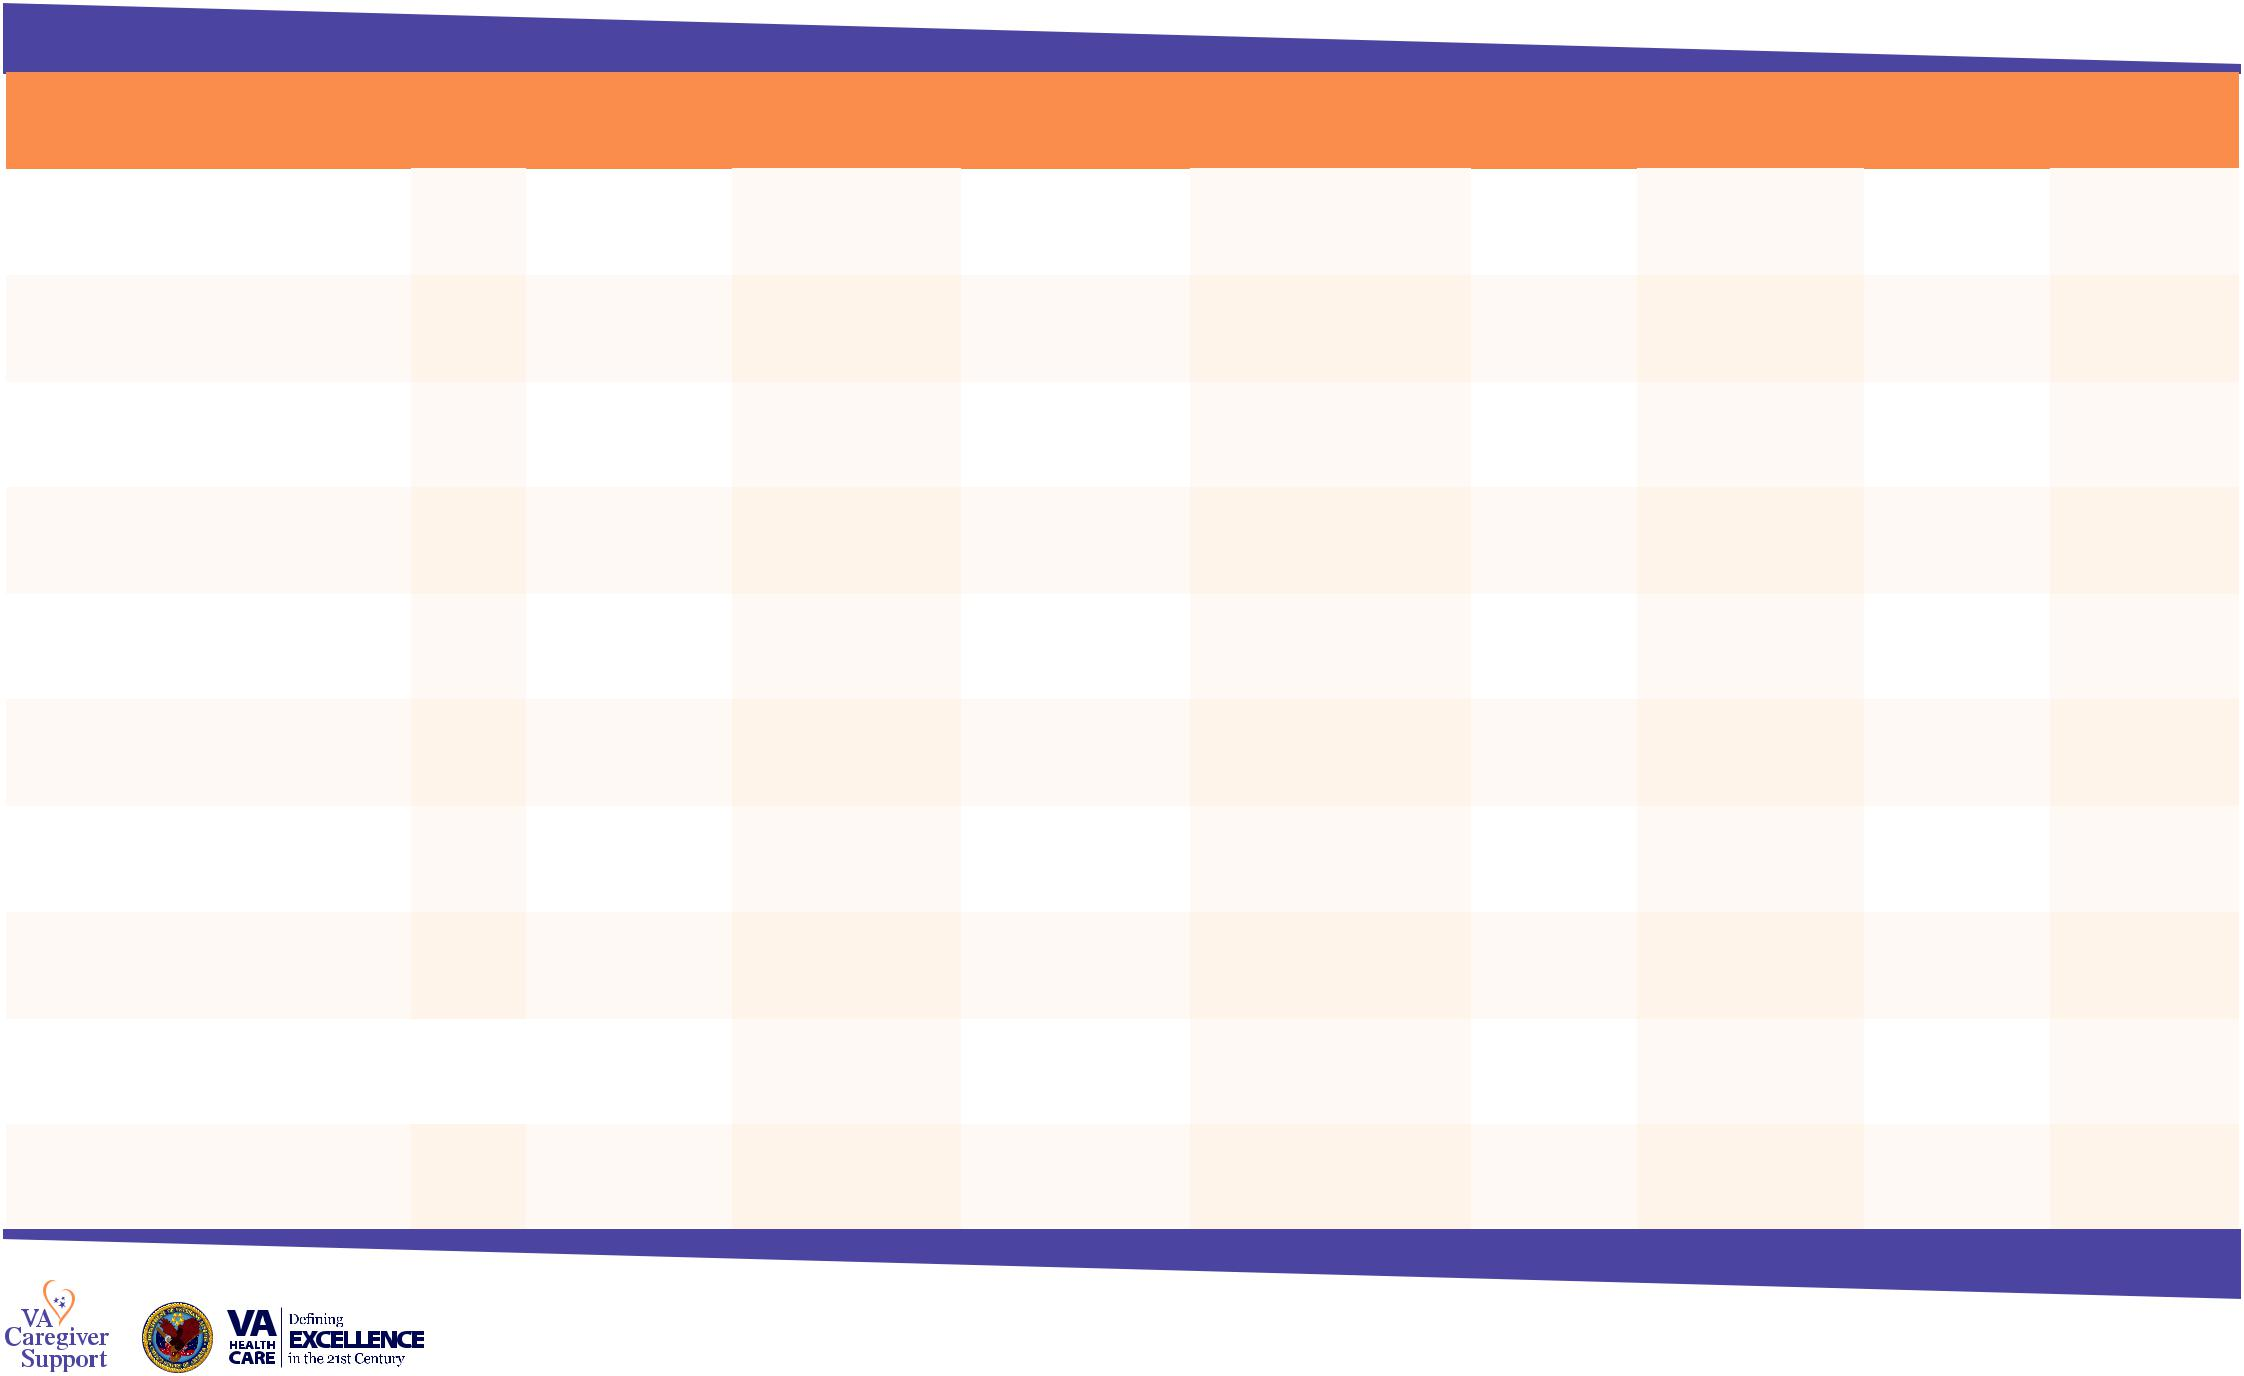 VA
Caregiver
Support
VA
HEALTH
CARE
Defining
EXCELLENCE
in the 21st Century